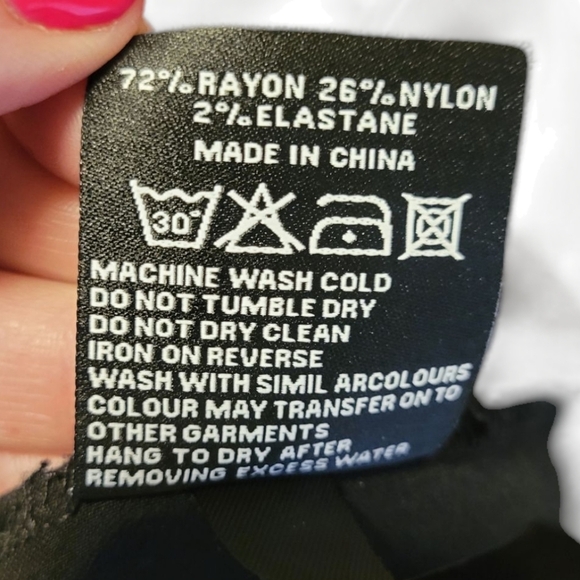 72% RAYON 26% NYLON
2% ELASTANE
MADE IN CHINA
30°
MACHINE WASH COLD
DO NOT TUMBLE DRY
DO NOT DRY CLEAN
IRON ON REVERSE
WASH WITH SIMIL ARCOLOURS
COLOUR MAY TRANSFER ON TO
OTHER GARMENTS
HANG TO DRY AFTER
REMOVING EXCESS WATER